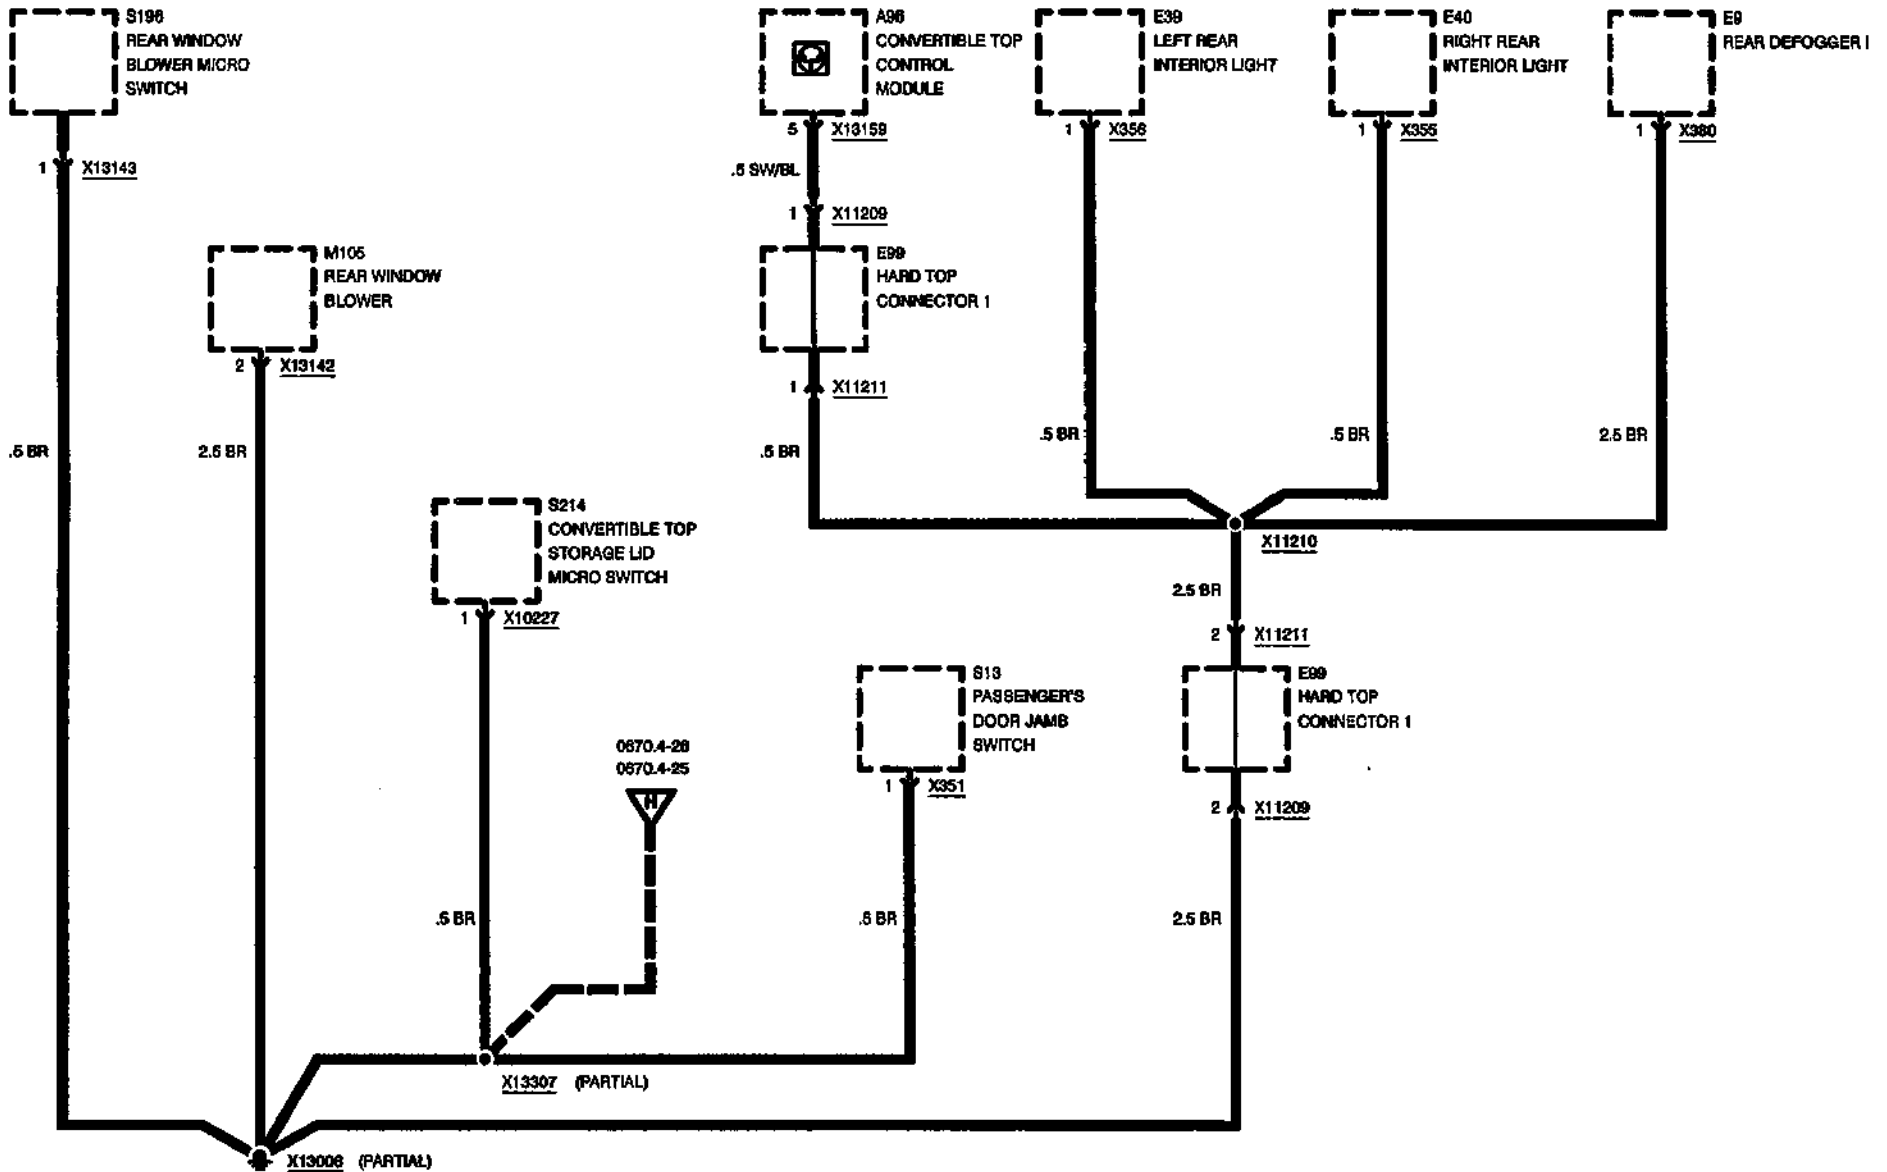 S196
REAR WINDOW
BLOWER MICRO
SWITCH
1 X13143
.5 BR
M105
REAR WINDOW
BLOWER
2 X13142
2.5 BR
S214
CONVERTIBLE TOP
STORAGE LID
MICRO SWITCH
1 X10227
.5 BR
0670.4-26
0670.4-25
H
A96
CONVERTIBLE TOP
CONTROL
MODULE
5 X13159
.5 SW/BL
1 X11209
E99
HARD TOP
CONNECTOR 1
1 X11211
.5 BR
E39
LEFT REAR
INTERIOR LIGHT
1 X356
.5 BR
E40
RIGHT REAR
INTERIOR LIGHT
1 X355
.5 BR
E9
REAR DEFOGGER I
1 X380
2.5 BR
X11210
2.5 BR
2 X11211
E99
HARD TOP
CONNECTOR 1
2 X11209
2.5 BR
S13
PASSENGER'S
DOOR JAMB
SWITCH
1 X351
.5 BR
X13307 (PARTIAL)
X13006 (PARTIAL)